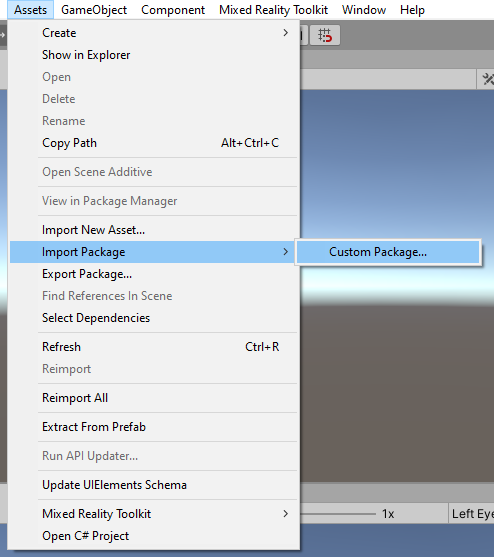 Assets GameObject Component Mixed Reality Toolkit Window Help
Create
Show in Explorer
Open
Delete
Rename
Copy Path Alt+Ctrl+C
Open Scene Additive
View in Package Manager
Import New Asset...
Import Package Custom Package...
Export Package...
Find References In Scene
Select Dependencies
Refresh Ctrl+R
Reimport
Reimport All
Extract From Prefab
Run API Updater...
Update UIElements Schema
Mixed Reality Toolkit 1x Left Eye
Open C# Project